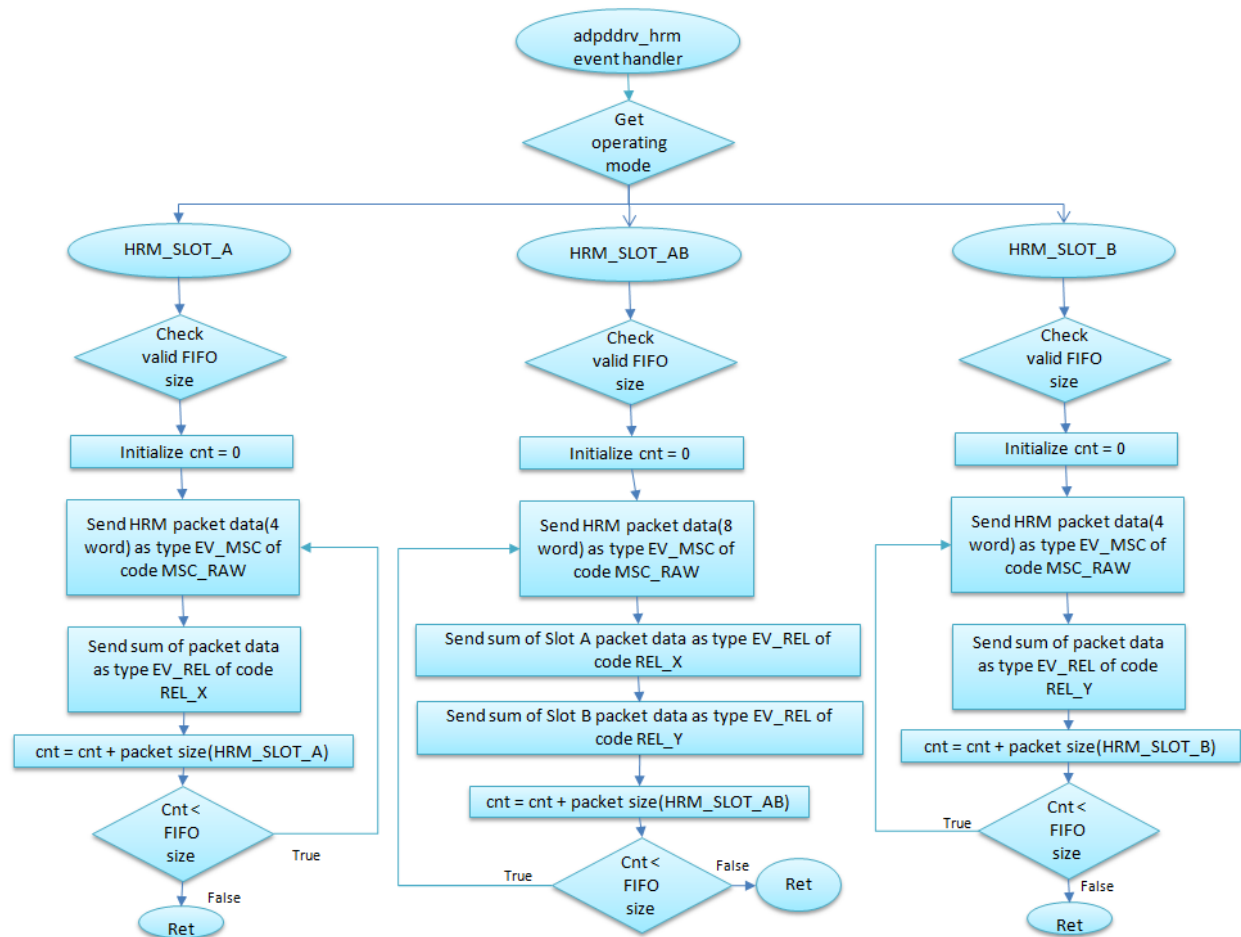 adpddrv_hrm
event handler
Get
operating
mode
HRM_SLOT_A
Check
valid FIFO
size
Initialize cnt = 0
Send HRM packet data(4
word) as type EV_MSC of
code MSC_RAW
Send sum of packet data
as type EV_REL of code
REL_X
cnt = cnt + packet size(HRM_SLOT_A)
Cnt <
FIFO
size
True
False
Ret
HRM_SLOT_AB
Check
valid FIFO
size
Initialize cnt = 0
Send HRM packet data(8
word) as type EV_MSC of
code MSC_RAW
Send sum of Slot A packet data as type EV_REL of
code REL_X
Send sum of Slot B packet data as type EV_REL of
code REL_Y
cnt = cnt + packet size(HRM_SLOT_AB)
Cnt <
FIFO
size
True
False
Ret
HRM_SLOT_B
Check
valid FIFO
size
Initialize cnt = 0
Send HRM packet data(4
word) as type EV_MSC of
code MSC_RAW
Send sum of packet data
as type EV_REL of code
REL_Y
cnt = cnt + packet size(HRM_SLOT_B)
Cnt <
FIFO
size
True
False
Ret